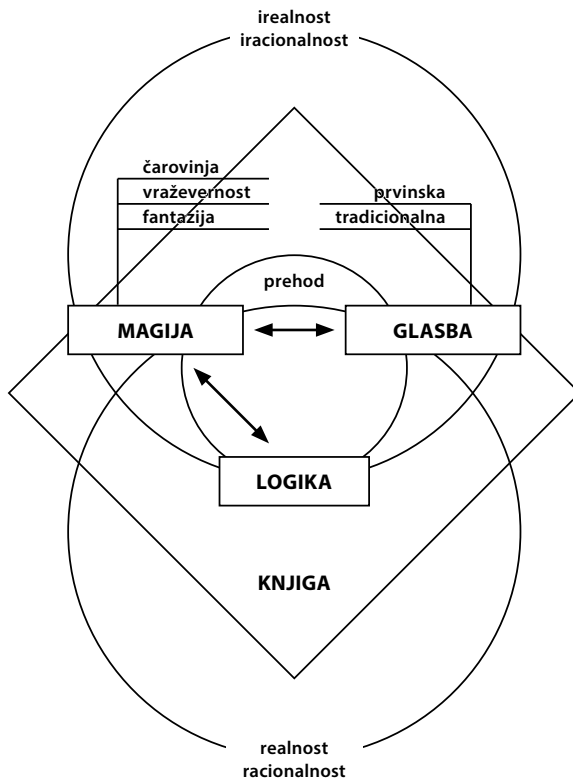 irealnost
iracionalnost
čarovinja
vraževernost
fantazija
prvinska
tradicionalna
prehod
MAGIJA
GLASBA
LOGIKA
KNJIGA
realnost
racionalnost